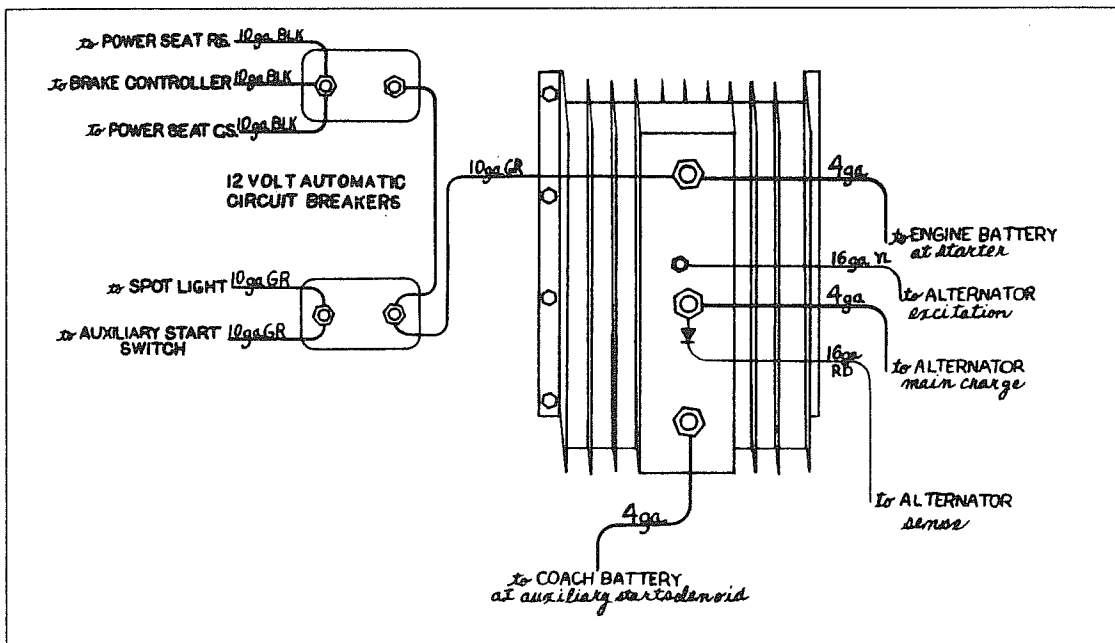 to POWER SEAT RS. 10ga BLK
to BRAKE CONTROLLER 10ga BLK
to POWER SEAT CS. 10ga BLK
12 VOLT AUTOMATIC
CIRCUIT BREAKERS
10ga GR
to SPOT LIGHT 10ga GR
to AUXILIARY START 10ga GR
SWITCH
4ga
to ENGINE BATTERY
at starter
16ga YL
4ga
to ALTERNATOR
excitation
16ga
RD
to ALTERNATOR
main charge
to ALTERNATOR
sense
4ga
to COACH BATTERY
at auxiliary startsolenoid